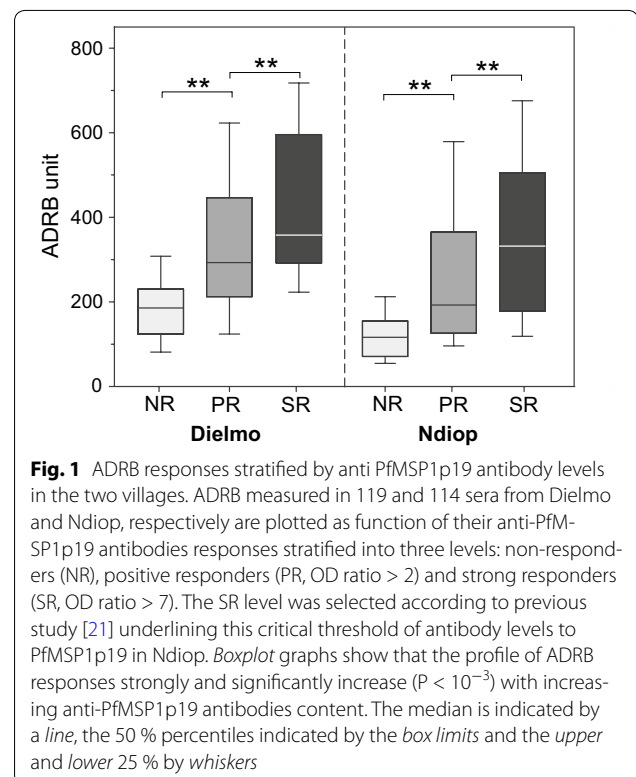 800
600
400
200
0
ADRB unit
**
**
**
**
NR PR SR NR PR SR
Dielmo Ndiop
Fig. 1 ADRB responses stratified by anti PfMSP1p19 antibody levels
in the two villages. ADRB measured in 119 and 114 sera from Dielmo
and Ndiop, respectively are plotted as function of their anti-PfM-
SP1p19 antibodies responses stratified into three levels: non-respond-
ers (NR), positive responders (PR, OD ratio > 2) and strong responders
(SR, OD ratio > 7). The SR level was selected according to previous
study [21] underlining this critical threshold of antibody levels to
PfMSP1p19 in Ndiop. Boxplot graphs show that the profile of ADRB
responses strongly and significantly increase (P < 10⁻³) with increas-
ing anti-PfMSP1p19 antibodies content. The median is indicated by
a line, the 50 % percentiles indicated by the box limits and the upper
and lower 25 % by whiskers